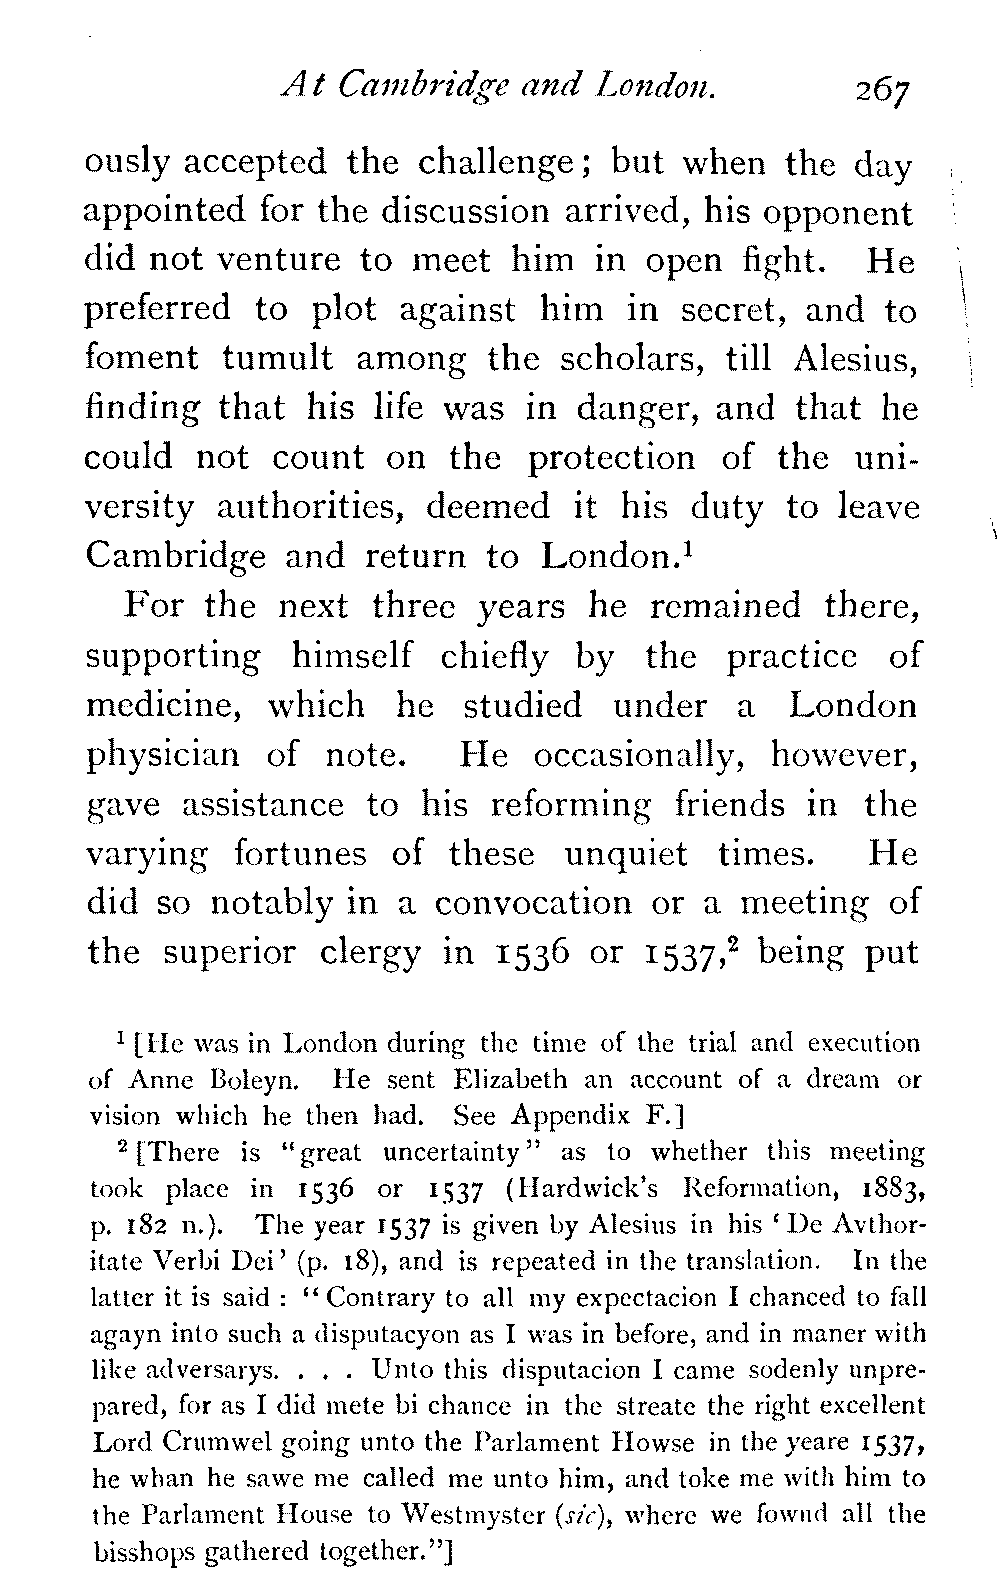 At Cambridge and London. 267
ously accepted the challenge; but when the day
appointed for the discussion arrived, his opponent
did not venture to meet him in open fight. He
preferred to plot against him in secret, and to
foment tumult among the scholars, till Alesius,
finding that his life was in danger, and that he
could not count on the protection of the uni-
versity authorities, deemed it his duty to leave
Cambridge and return to London.¹
For the next three years he remained there,
supporting himself chiefly by the practice of
medicine, which he studied under a London
physician of note. He occasionally, however,
gave assistance to his reforming friends in the
varying fortunes of these unquiet times. He
did so notably in a convocation or a meeting of
the superior clergy in 1536 or 1537,² being put
¹ [He was in London during the time of the trial and execution
of Anne Boleyn. He sent Elizabeth an account of a dream or
vision which he then had. See Appendix F.]
² [There is "great uncertainty" as to whether this meeting
took place in 1536 or 1537 (Hardwick's Reformation, 1883,
p. 182 n.). The year 1537 is given by Alesius in his 'De Avthor-
itate Verbi Dei' (p. 18), and is repeated in the translation. In the
latter it is said : "Contrary to all my expectacion I chanced to fall
agayn into such a disputacyon as I was in before, and in maner with
like adversarys. . . . Unto this disputacion I came sodenly unpre-
pared, for as I did mete bi chance in the streate the right excellent
Lord Crumwel going unto the Parlament Howse in the yeare 1537,
he whan he sawe me called me unto him, and toke me with him to
the Parlament House to Westmyster (sic), where we fownd all the
bisshops gathered together."]